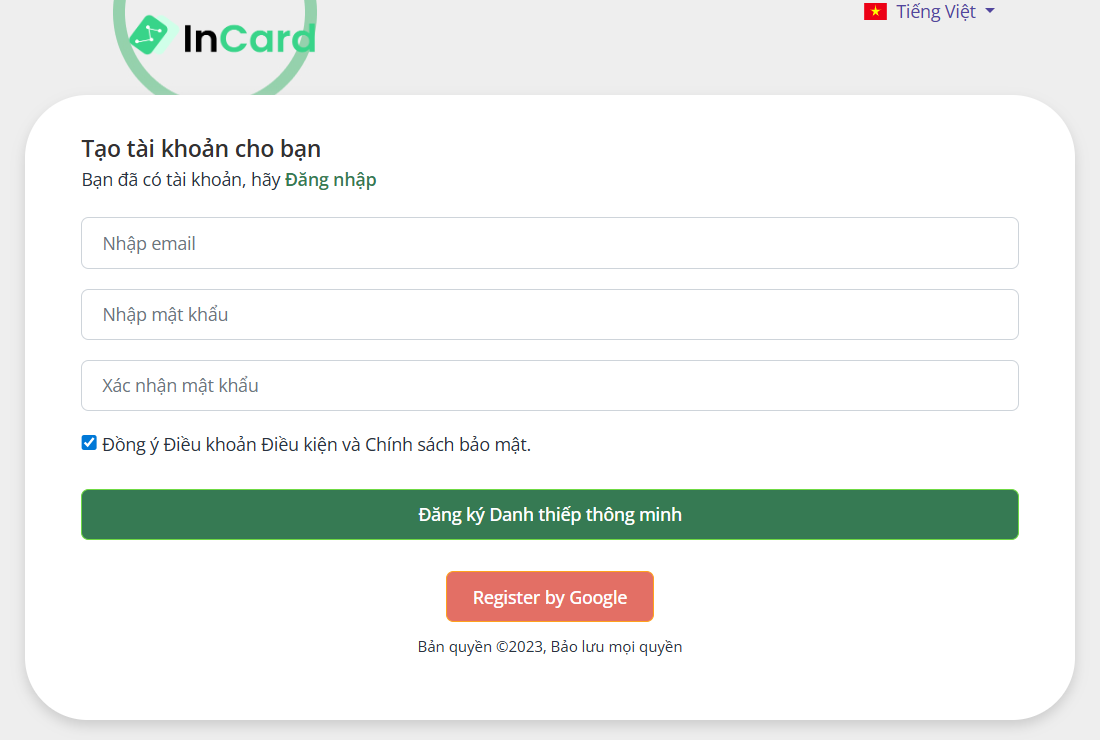 InCard
Tiếng Việt
Tạo tài khoản cho bạn
Bạn đã có tài khoản, hãy Đăng nhập
Nhập email
Nhập mật khẩu
Xác nhận mật khẩu
Đồng ý Điều khoản Điều kiện và Chính sách bảo mật.
Đăng ký Danh thiếp thông minh
Register by Google
Bản quyền ©2023, Bảo lưu mọi quyền